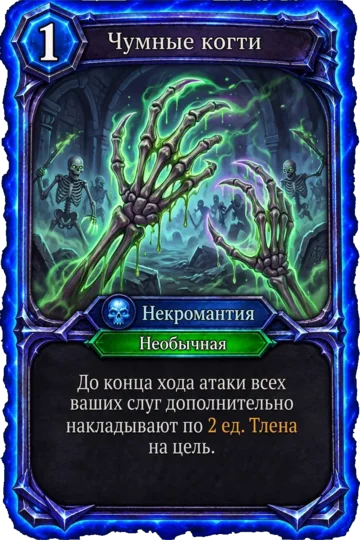 1
Чумные когти
Некромантия
Необычная
До конца хода атаки всех
ваших слуг дополнительно
накладывают по 2 ед. Тлена
на цель.